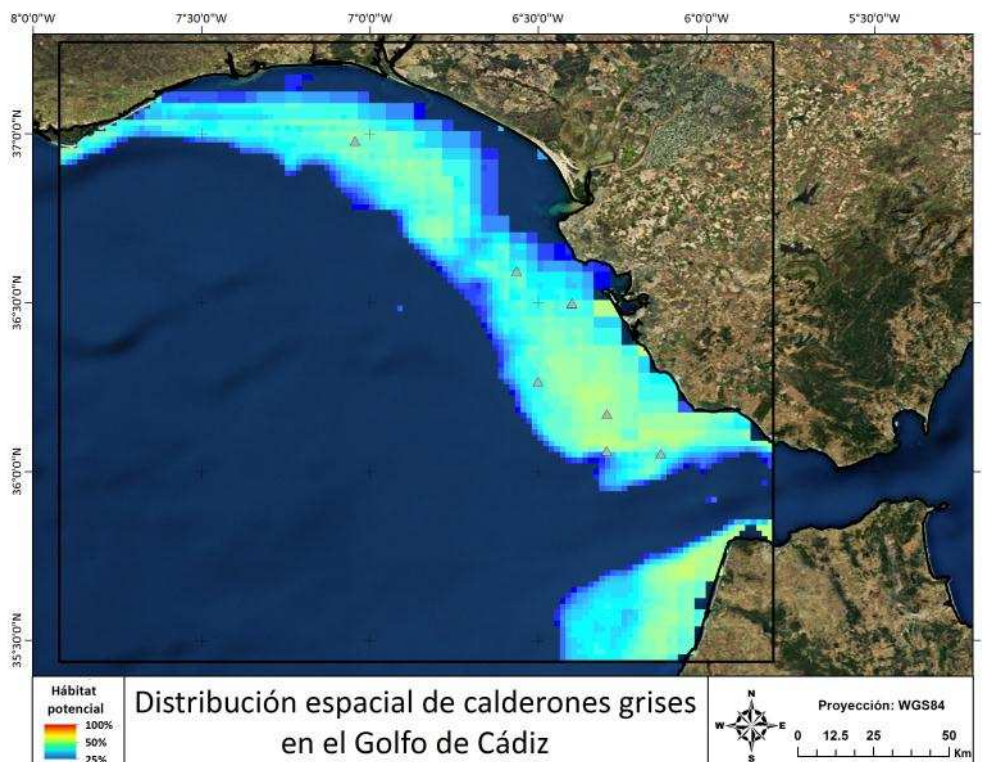 8°0'0"W 7°30'0"W 7°0'0"W 6°30'0"W 6°0'0"W 5°30'0"W
37°0'0"N
36°30'0"N
36°0'0"N
35°30'0"N
Hábitat
potencial
100%
50%
25%
Distribución espacial de calderones grises
en el Golfo de Cádiz
N
W E
S
Proyección: WGS84
0 12.5 25 50
Km